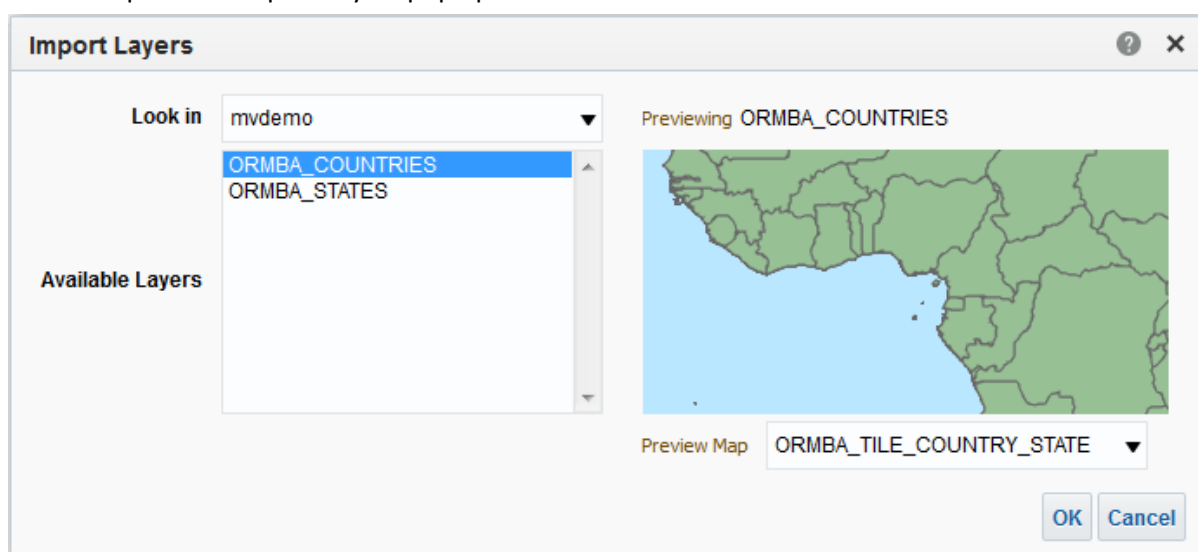 Import Layers
Look in mvdemo
Previewing ORMBA_COUNTRIES
ORMBA_COUNTRIES
ORMBA_STATES
Available Layers
Preview Map ORMBA_TILE_COUNTRY_STATE
OK Cancel